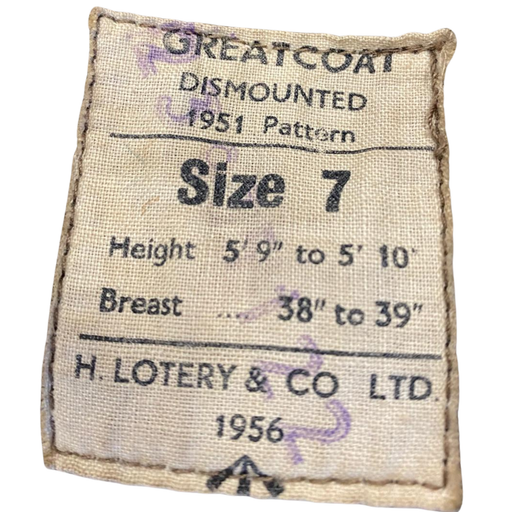 GREATCOAT
DISMOUNTED
1951 Pattern
Size 7
Height 5' 9" to 5' 10"
Breast .... 38" to 39"
H. LOTERY & CO LTD.
1956